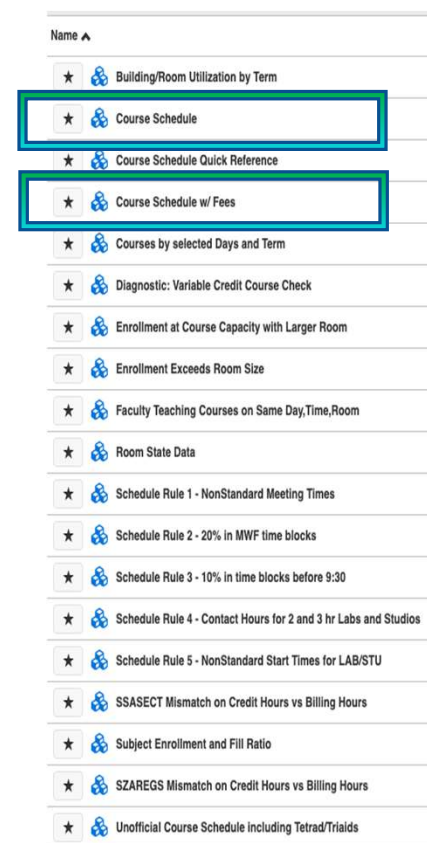 Name
Building/Room Utilization by Term
Course Schedule
Course Schedule Quick Reference
Course Schedule w/ Fees
Courses by selected Days and Term
Diagnostic: Variable Credit Course Check
Enrollment at Course Capacity with Larger Room
Enrollment Exceeds Room Size
Faculty Teaching Courses on Same Day,Time,Room
Room State Data
Schedule Rule 1 - NonStandard Meeting Times
Schedule Rule 2 - 20% in MWF time blocks
Schedule Rule 3 - 10% in time blocks before 9:30
Schedule Rule 4 - Contact Hours for 2 and 3 hr Labs and Studios
Schedule Rule 5 - NonStandard Start Times for LAB/STU
SSASECT Mismatch on Credit Hours vs Billing Hours
Subject Enrollment and Fill Ratio
SZAREGS Mismatch on Credit Hours vs Billing Hours
Unofficial Course Schedule including Tetrad/Triaids